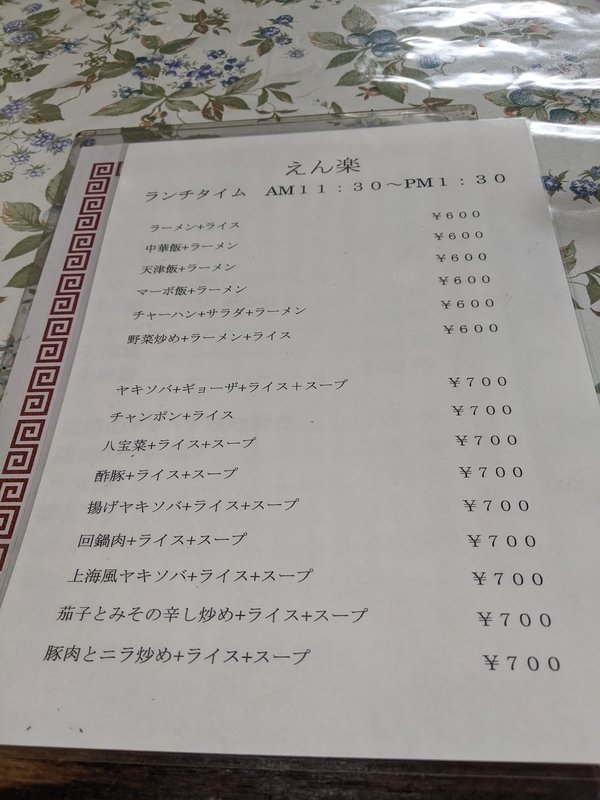 えん楽
ランチタイム　AM１１：３０～PM１：３０
ラーメン+ライス ￥６００
中華飯+ラーメン ￥６００
天津飯+ラーメン ￥６００
マーボ飯+ラーメン ￥６００
チャーハン+サラダ+ラーメン ￥６００
野菜炒め+ラーメン+ライス ￥６００
ヤキソバ+ギョーザ+ライス＋スープ ￥７００
チャンポン+ライス ￥７００
八宝菜+ライス+スープ ￥７００
酢豚+ライス+スープ ￥７００
揚げヤキソバ+ライス+スープ ￥７００
回鍋肉+ライス+スープ ￥７００
上海風ヤキソバ+ライス+スープ ￥７００
茄子とみその辛し炒め+ライス+スープ ￥７００
豚肉とニラ炒め+ライス+スープ ￥７００